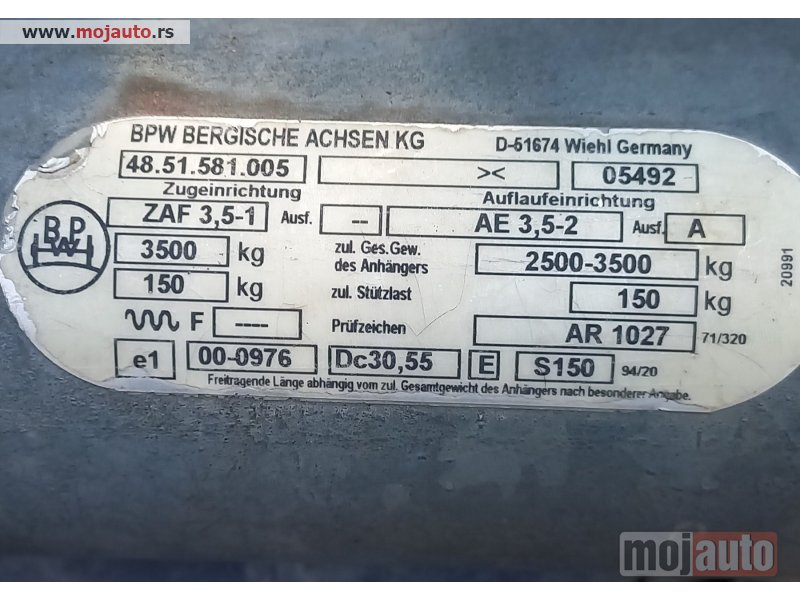 www.mojauto.rs
BPW BERGISCHE ACHSEN KG D-51674 Wiehl Germany
48.51.581.005 >< 05492
Zugeinrichtung Auflaufeinrichtung
ZAF 3,5-1 Ausf. -- AE 3,5-2 Ausf. A
BPW 3500 kg zul. Ges.Gew. des Anhängers 2500-3500 kg
150 kg zul. Stützlast 150 kg
F ---- Prüfzeichen AR 1027 71/320
e1 00-0976 Dc30,55 E S150 94/20
Freitragende Länge abhängig vom zul. Gesamtgewicht des Anhängers nach besonderer Angabe.
20991
mojauto